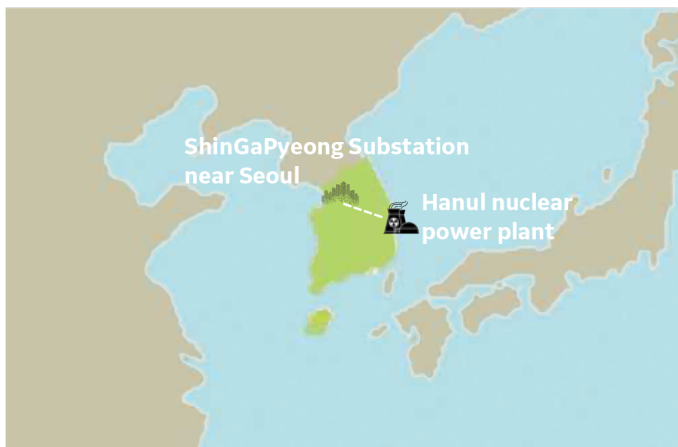 ShinGaPyeong Substation
near Seoul
Hanul nuclear
power plant